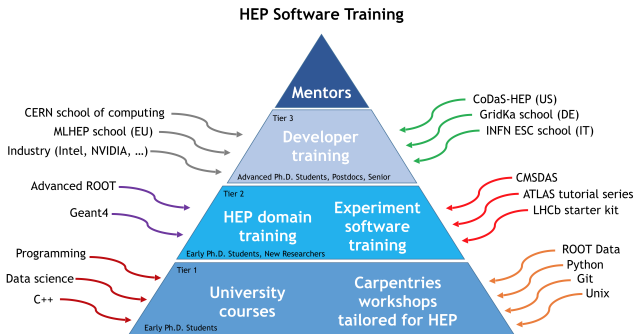 HEP Software Training
Mentors
CERN school of computing
MLHEP school (EU)
Industry (Intel, NVIDIA, ...)
Tier 3
Developer
training
Advanced Ph.D. Students, Postdocs, Senior
CoDaS-HEP (US)
GridKa school (DE)
INFN ESC school (IT)
Advanced ROOT
Geant4
Tier 2
HEP domain
training
Experiment
software
training
Early Ph.D. Students, New Researchers
CMSDAS
ATLAS tutorial series
LHCb starter kit
Programming
Data science
C++
Tier 1
University
courses
Carpentries
workshops
tailored for HEP
Early Ph.D. Students
ROOT Data
Python
Git
Unix